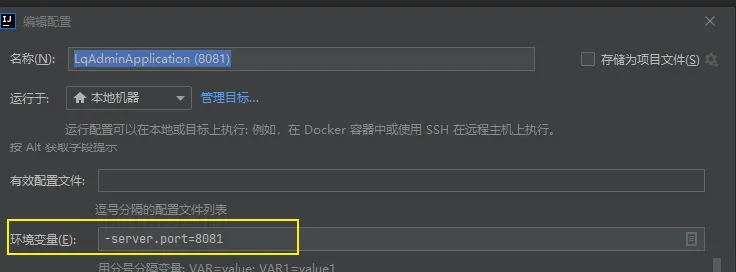 IJ 编辑配置
名称(N): LqAdminApplication (8081) 存储为项目文件(S)
运行于: 本地机器 管理目标...
运行配置可以在本地或目标上执行: 例如，在 Docker 容器中或使用 SSH 在远程主机上执行。
按 Alt 获取字段提示
有效配置文件:
逗号分隔的配置文件列表
环境变量(E): -server.port=8081
用分号分隔变量: VAR=value; VAR1=value1